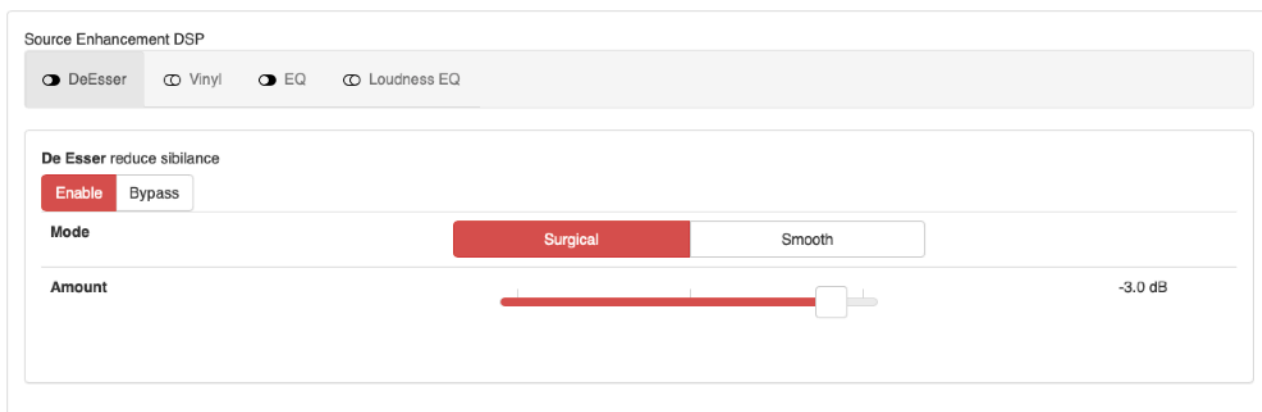 Source Enhancement DSP
DeEsser Vinyl EQ Loudness EQ
De Esser reduce sibilance
Enable Bypass
Mode Surgical Smooth
Amount -3.0 dB